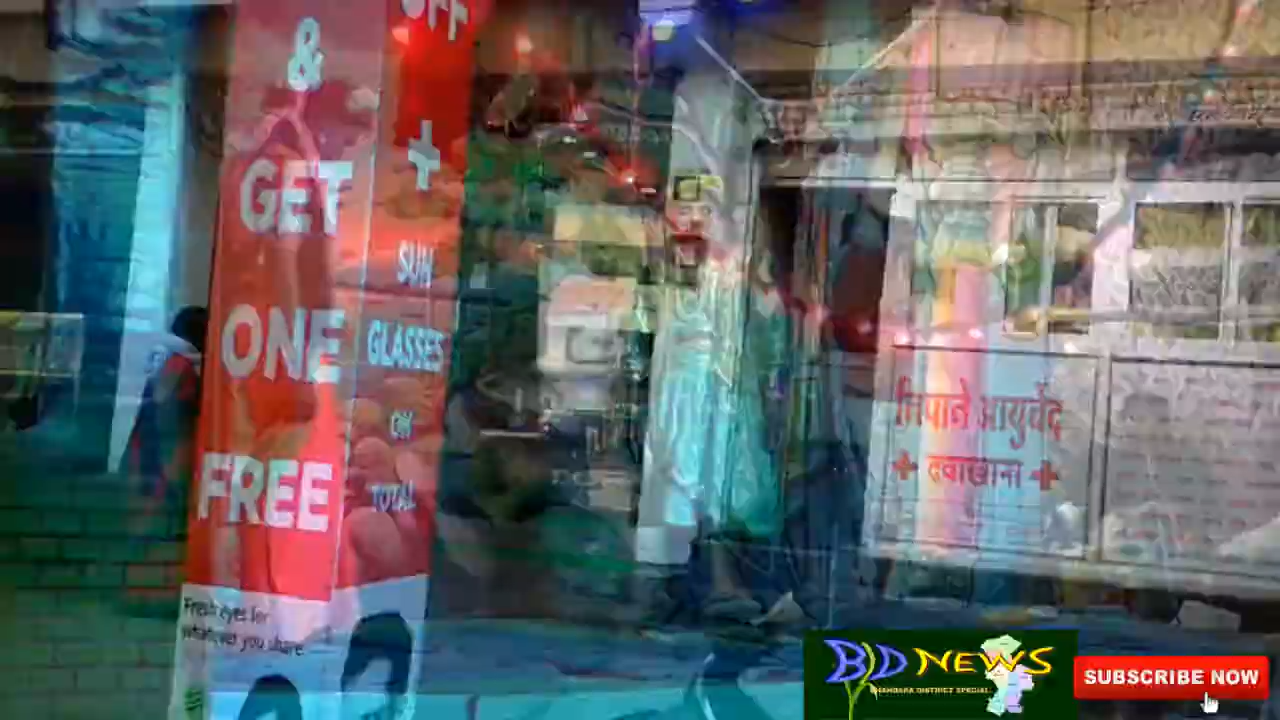 &
GET
ONE
FREE
OFF
+
SUN
GLASSES
ON
TOTAL
Fresh eyes for
whatever you share
निपाने आयुर्वेद
+ दवाखाना +
BD NEWS
BHANDARA DISTRICT SPECIAL
SUBSCRIBE NOW